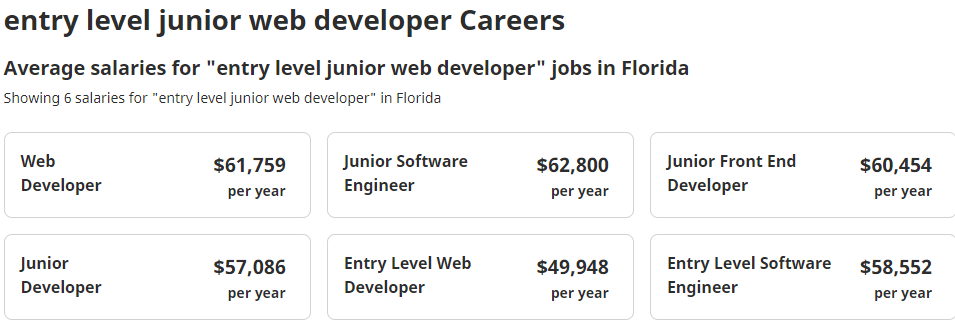 entry level junior web developer Careers
Average salaries for "entry level junior web developer" jobs in Florida
Showing 6 salaries for "entry level junior web developer" in Florida
Web
Developer
$61,759
per year
Junior Software
Engineer
$62,800
per year
Junior Front End
Developer
$60,454
per year
Junior
Developer
$57,086
per year
Entry Level Web
Developer
$49,948
per year
Entry Level Software
Engineer
$58,552
per year